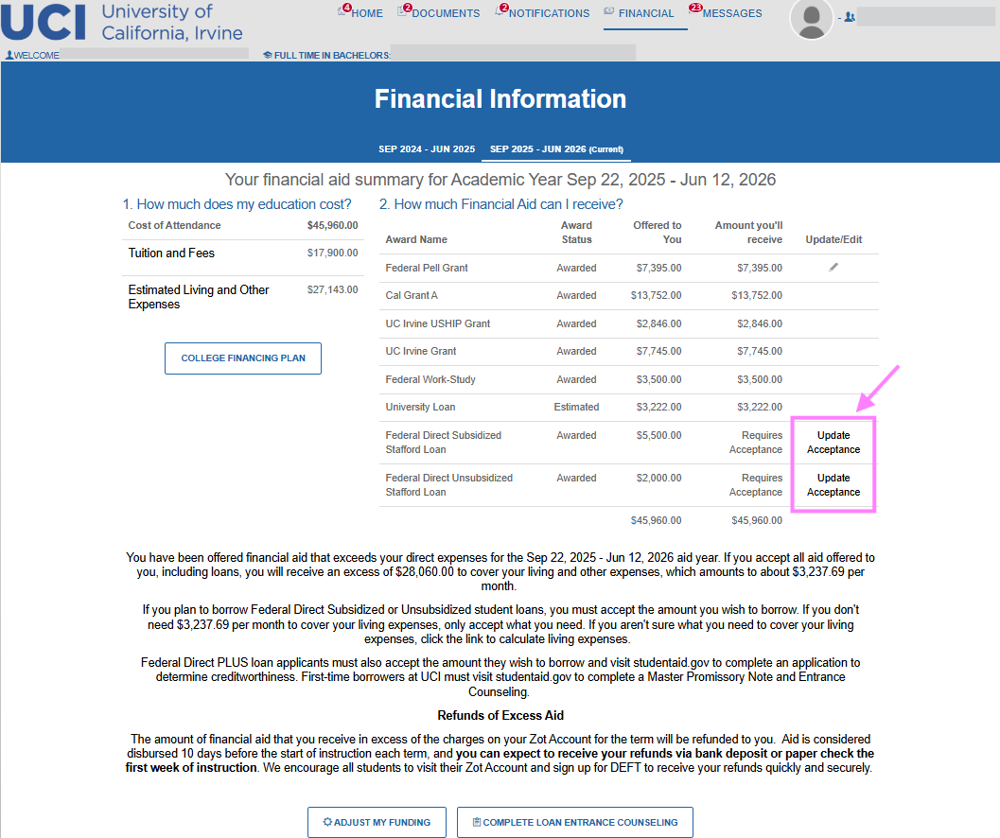 UCI University of
California, Irvine
4 HOME 2 DOCUMENTS 2 NOTIFICATIONS FINANCIAL 23 MESSAGES
-
WELCOME FULL TIME IN BACHELORS:
Financial Information
SEP 2024 - JUN 2025 SEP 2025 - JUN 2026 (Current)
Your financial aid summary for Academic Year Sep 22, 2025 - Jun 12, 2026
1. How much does my education cost?
Cost of Attendance $45,960.00
Tuition and Fees $17,900.00
Estimated Living and Other $27,143.00
Expenses
COLLEGE FINANCING PLAN
2. How much Financial Aid can I receive?
Award Offered to Amount you'll
Award Name Status You receive Update/Edit
Federal Pell Grant Awarded $7,395.00 $7,395.00
Cal Grant A Awarded $13,752.00 $13,752.00
UC Irvine USHIP Grant Awarded $2,846.00 $2,846.00
UC Irvine Grant Awarded $7,745.00 $7,745.00
Federal Work-Study Awarded $3,500.00 $3,500.00
University Loan Estimated $3,222.00 $3,222.00
Federal Direct Subsidized Awarded $5,500.00 Requires Update
Stafford Loan Acceptance Acceptance
Federal Direct Unsubsidized Awarded $2,000.00 Requires Update
Stafford Loan Acceptance Acceptance
$45,960.00 $45,960.00
You have been offered financial aid that exceeds your direct expenses for the Sep 22, 2025 - Jun 12, 2026 aid year. If you accept all aid offered to
you, including loans, you will receive an excess of $28,060.00 to cover your living and other expenses, which amounts to about $3,237.69 per
month.
If you plan to borrow Federal Direct Subsidized or Unsubsidized student loans, you must accept the amount you wish to borrow. If you don't
need $3,237.69 per month to cover your living expenses, only accept what you need. If you aren't sure what you need to cover your living
expenses, click the link to calculate living expenses.
Federal Direct PLUS loan applicants must also accept the amount they wish to borrow and visit studentaid.gov to complete an application to
determine creditworthiness. First-time borrowers at UCI must visit studentaid.gov to complete a Master Promissory Note and Entrance
Counseling.
Refunds of Excess Aid
The amount of financial aid that you receive in excess of the charges on your Zot Account for the term will be refunded to you. Aid is considered
disbursed 10 days before the start of instruction each term, and you can expect to receive your refunds via bank deposit or paper check the
first week of instruction. We encourage all students to visit their Zot Account and sign up for DEFT to receive your refunds quickly and securely.
ADJUST MY FUNDING COMPLETE LOAN ENTRANCE COUNSELING